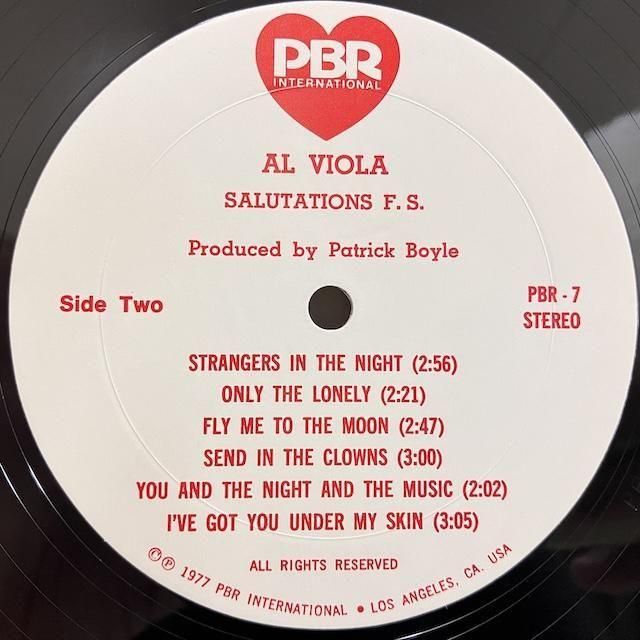 PBR
INTERNATIONAL
AL VIOLA
SALUTATIONS F. S.
Produced by Patrick Boyle
Side Two
PBR - 7
STEREO
STRANGERS IN THE NIGHT (2:56)
ONLY THE LONELY (2:21)
FLY ME TO THE MOON (2:47)
SEND IN THE CLOWNS (3:00)
YOU AND THE NIGHT AND THE MUSIC (2:02)
I'VE GOT YOU UNDER MY SKIN (3:05)
ALL RIGHTS RESERVED
©℗ 1977 PBR INTERNATIONAL • LOS ANGELES, CA. USA